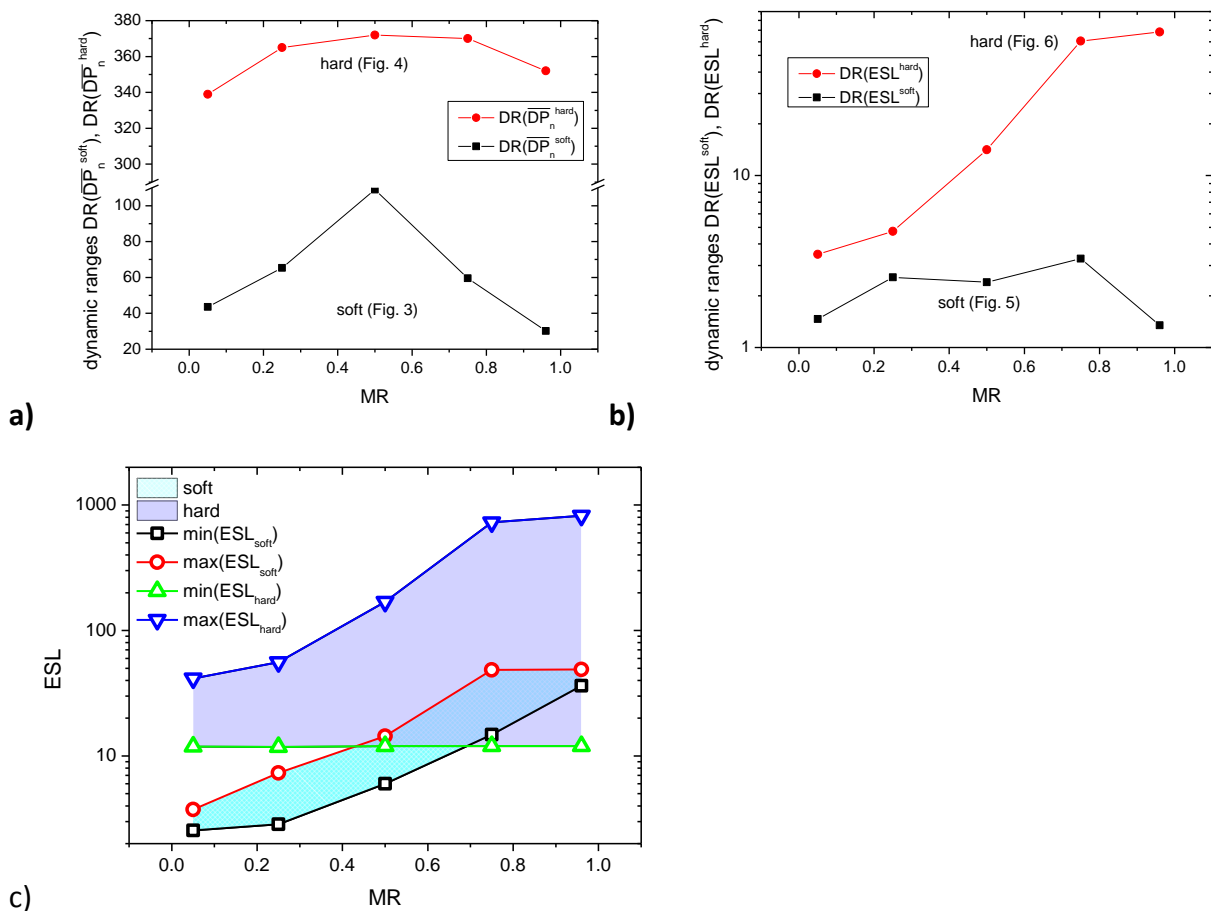 dynamic ranges DR(DP_n^soft), DR(DP_n^hard)
380
370
360
350
340
330
320
310
300
100
80
60
40
20
hard (Fig. 4)
DR(DP_n^hard)
DR(DP_n^soft)
soft (Fig. 3)
0.0 0.2 0.4 0.6 0.8 1.0
MR
a)
dynamic ranges DR(ESL^soft), DR(ESL^hard)
10
1
hard (Fig. 6)
DR(ESL^hard)
DR(ESL^soft)
soft (Fig. 5)
0.0 0.2 0.4 0.6 0.8 1.0
MR
b)
ESL
1000
100
10
soft
hard
min(ESL_soft)
max(ESL_soft)
min(ESL_hard)
max(ESL_hard)
0.0 0.2 0.4 0.6 0.8 1.0
MR
c)